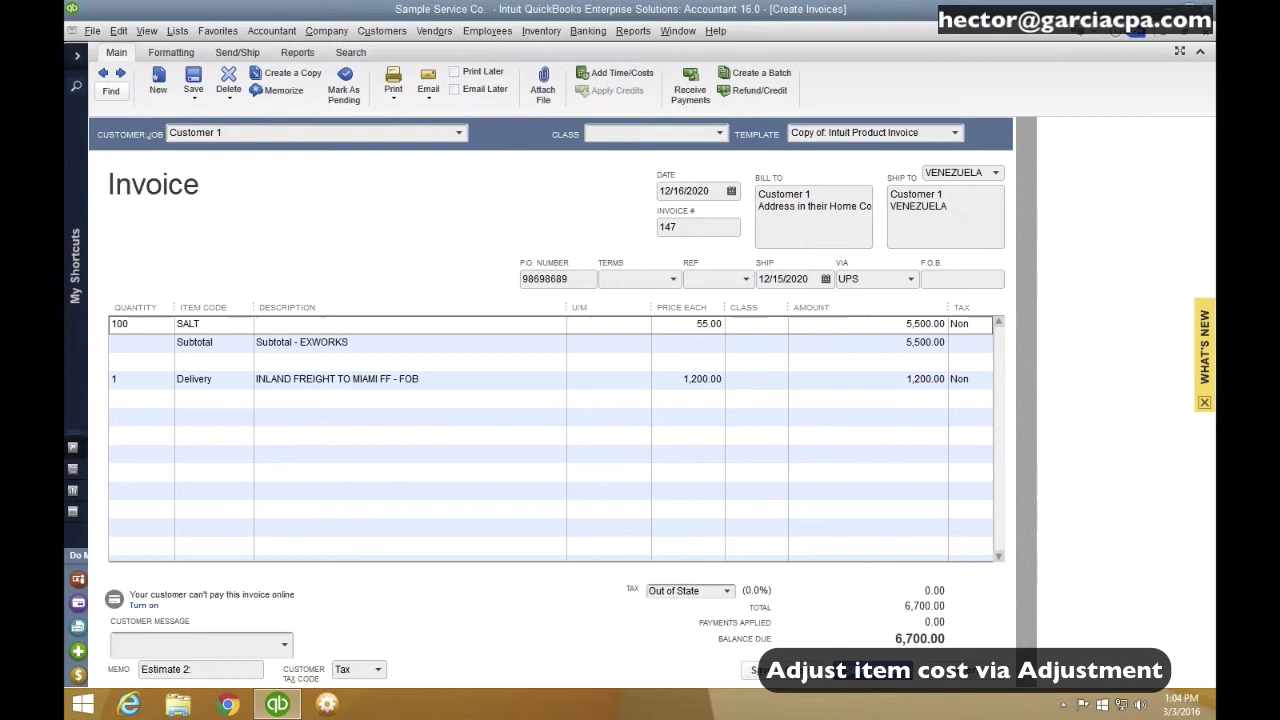 Sample Service Co. - Intuit QuickBooks Enterprise Solutions: Accountant 16.0 - [Create Invoices]
hector@garciacpa.com
File Edit View Lists Favorites Accountant Company Customers Vendors Employees Inventory Banking Reports Window Help
Main Formatting Send/Ship Reports Search
Find New Save Delete Create a Copy Memorize Mark As Pending Print Email Print Later Email Later Attach File Add Time/Costs Apply Credits Receive Payments Create a Batch Refund/Credit
CUSTOMER:JOB Customer 1 CLASS TEMPLATE Copy of: Intuit Product Invoice
Invoice
DATE
12/16/2020
INVOICE #
147
BILL TO
Customer 1
Address in their Home Co
SHIP TO VENEZUELA
Customer 1
VENEZUELA
P.O. NUMBER TERMS REP SHIP VIA F.O.B.
98698689 12/15/2020 UPS
QUANTITY ITEM CODE DESCRIPTION U/M PRICE EACH CLASS AMOUNT TAX
100 SALT 55.00 5,500.00 Non
Subtotal Subtotal - EXWORKS 5,500.00
1 Delivery INLAND FREIGHT TO MIAMI FF - FOB 1,200.00 1,200.00 Non
My Shortcuts
WHAT'S NEW
Do M
Your customer can't pay this invoice online
Turn on
CUSTOMER MESSAGE
MEMO Estimate 2: CUSTOMER TAX CODE Tax
TAX Out of State (0.0%) 0.00
TOTAL 6,700.00
PAYMENTS APPLIED 0.00
BALANCE DUE 6,700.00
Adjust item cost via Adjustment
1:04 PM
3/3/2016